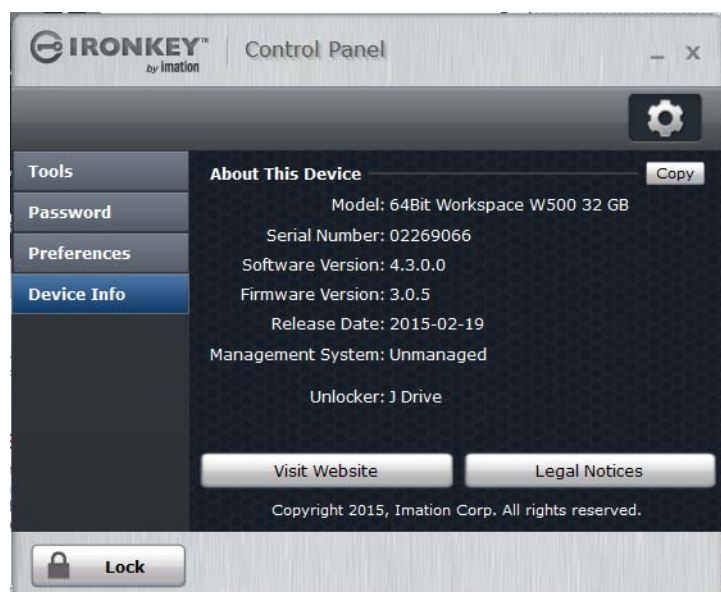 IRONKEY™
by imation
Control Panel
Tools
Password
Preferences
Device Info
About This Device
Copy
Model: 64Bit Workspace W500 32 GB
Serial Number: 02269066
Software Version: 4.3.0.0
Firmware Version: 3.0.5
Release Date: 2015-02-19
Management System: Unmanaged
Unlocker: J Drive
Visit Website
Legal Notices
Copyright 2015, Imation Corp. All rights reserved.
Lock